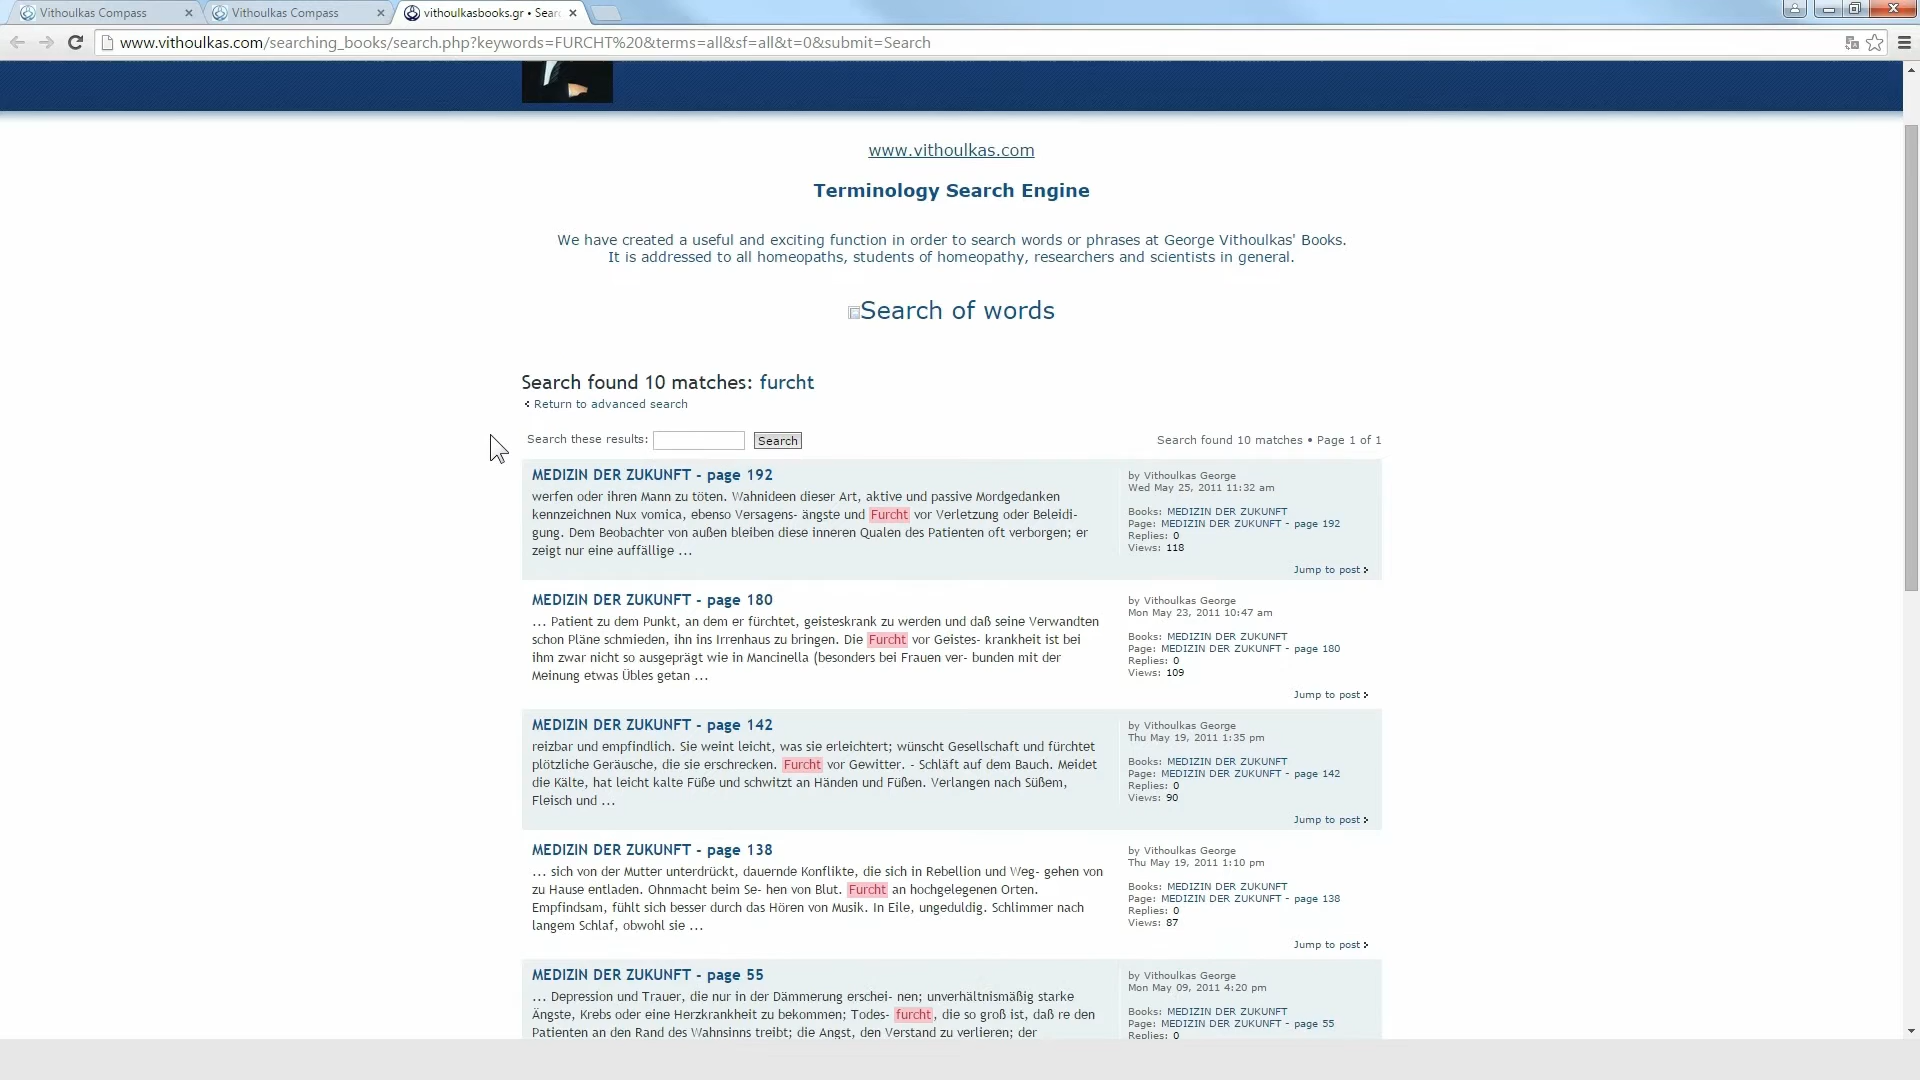 Vithoulkas Compass
Vithoulkas Compass
vithoulkasbooks.gr • Sear
www.vithoulkas.com/searching_books/search.php?keywords=FURCHT%20&terms=all&sf=all&t=0&submit=Search
www.vithoulkas.com
Terminology Search Engine
We have created a useful and exciting function in order to search words or phrases at George Vithoulkas' Books.
It is addressed to all homeopaths, students of homeopathy, researchers and scientists in general.
Search of words
Search found 10 matches: furcht
Return to advanced search
Search these results:
Search
Search found 10 matches • Page 1 of 1
MEDIZIN DER ZUKUNFT - page 192
werfen oder ihren Mann zu töten. Wahnideen dieser Art, aktive und passive Mordgedanken
kennzeichnen Nux vomica, ebenso Versagens- ängste und Furcht vor Verletzung oder Beleidi-
gung. Dem Beobachter von außen bleiben diese inneren Qualen des Patienten oft verborgen; er
zeigt nur eine auffällige ...
by Vithoulkas George
Wed May 25, 2011 11:32 am
Books: MEDIZIN DER ZUKUNFT
Page: MEDIZIN DER ZUKUNFT - page 192
Replies: 0
Views: 118
Jump to post
MEDIZIN DER ZUKUNFT - page 180
... Patient zu dem Punkt, an dem er fürchtet, geisteskrank zu werden und daß seine Verwandten
schon Pläne schmieden, ihn ins Irrenhaus zu bringen. Die Furcht vor Geistes- krankheit ist bei
ihm zwar nicht so ausgeprägt wie in Mancinella (besonders bei Frauen ver- bunden mit der
Meinung etwas Übles getan ...
by Vithoulkas George
Mon May 23, 2011 10:47 am
Books: MEDIZIN DER ZUKUNFT
Page: MEDIZIN DER ZUKUNFT - page 180
Replies: 0
Views: 109
Jump to post
MEDIZIN DER ZUKUNFT - page 142
reizbar und empfindlich. Sie weint leicht, was sie erleichtert; wünscht Gesellschaft und fürchtet
plötzliche Geräusche, die sie erschrecken. Furcht vor Gewitter. - Schläft auf dem Bauch. Meidet
die Kälte, hat leicht kalte Füße und schwitzt an Händen und Füßen. Verlangen nach Süßem,
Fleisch und ...
by Vithoulkas George
Thu May 19, 2011 1:35 pm
Books: MEDIZIN DER ZUKUNFT
Page: MEDIZIN DER ZUKUNFT - page 142
Replies: 0
Views: 90
Jump to post
MEDIZIN DER ZUKUNFT - page 138
... sich von der Mutter unterdrückt, dauernde Konflikte, die sich in Rebellion und Weg- gehen von
zu Hause entladen. Ohnmacht beim Se- hen von Blut. Furcht an hochgelegenen Orten.
Empfindsam, fühlt sich besser durch das Hören von Musik. In Eile, ungeduldig. Schlimmer nach
langem Schlaf, obwohl sie ...
by Vithoulkas George
Thu May 19, 2011 1:10 pm
Books: MEDIZIN DER ZUKUNFT
Page: MEDIZIN DER ZUKUNFT - page 138
Replies: 0
Views: 87
Jump to post
MEDIZIN DER ZUKUNFT - page 55
... Depression und Trauer, die nur in der Dämmerung erschei- nen; unverhältnismäßig starke
Ängste, Krebs oder eine Herzkrankheit zu bekommen; Todes- furcht, die so groß ist, daß re den
Patienten an den Rand des Wahnsinns treibt; die Angst, den Verstand zu verlieren; der
by Vithoulkas George
Mon May 09, 2011 4:20 pm
Books: MEDIZIN DER ZUKUNFT
Page: MEDIZIN DER ZUKUNFT - page 55
Replies: 0